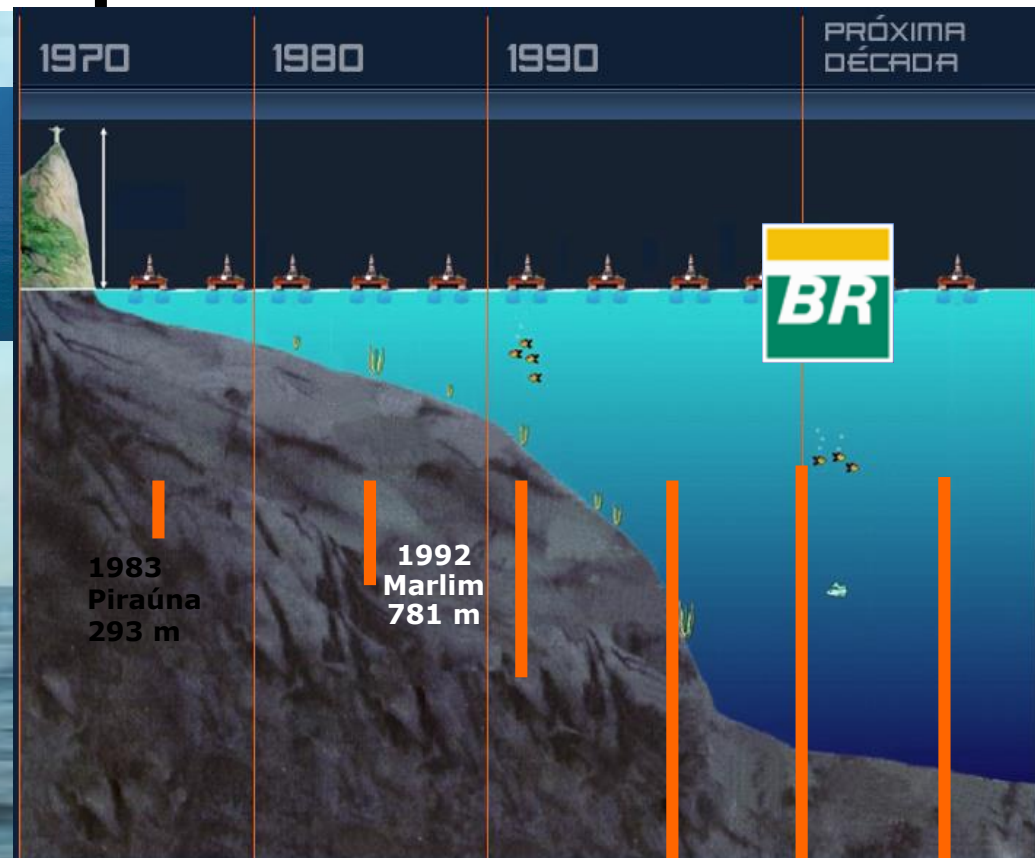 1970
1980
1990
PRÓXIMA
DÉCADA
BR
1983
Piraúna
293 m
1992
Marlim
781 m